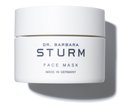 DR. BARBARA
STURM
FACE MASK
MADE IN GERMANY